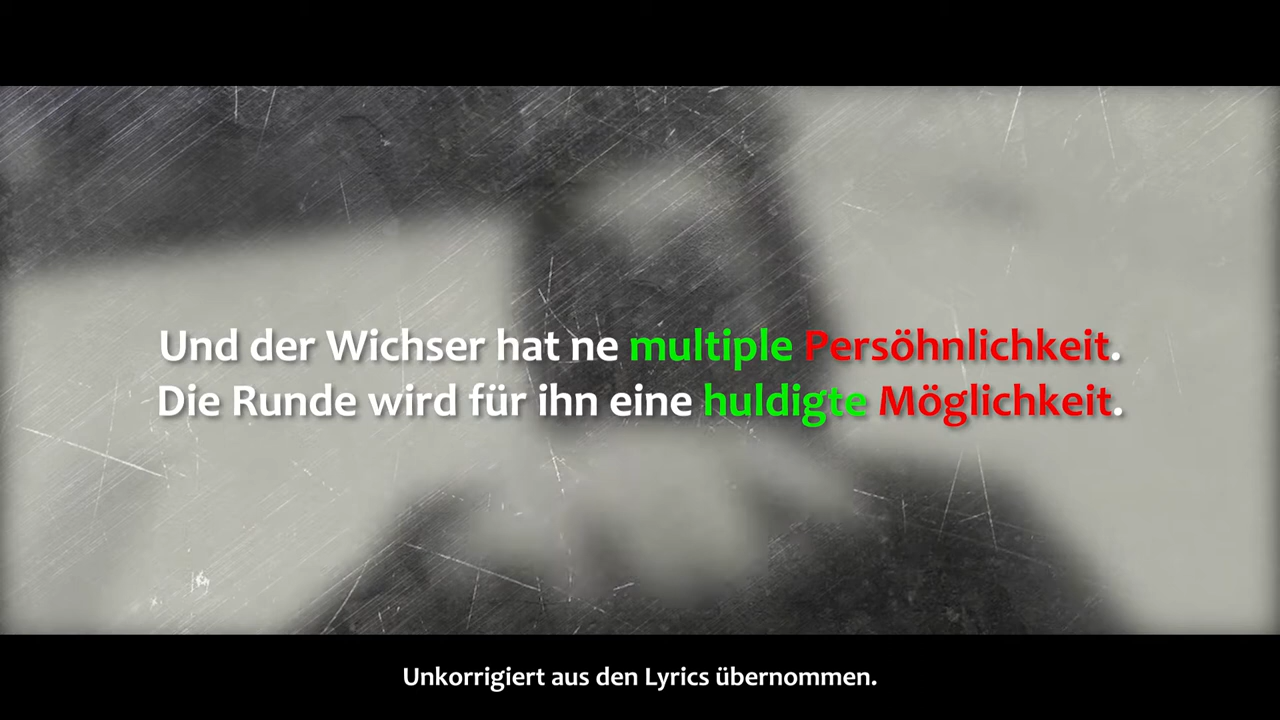 Und der Wichser hat ne multiple Persöhnlichkeit.
Die Runde wird für ihn eine huldigte Möglichkeit.
Unkorrigiert aus den Lyrics übernommen.